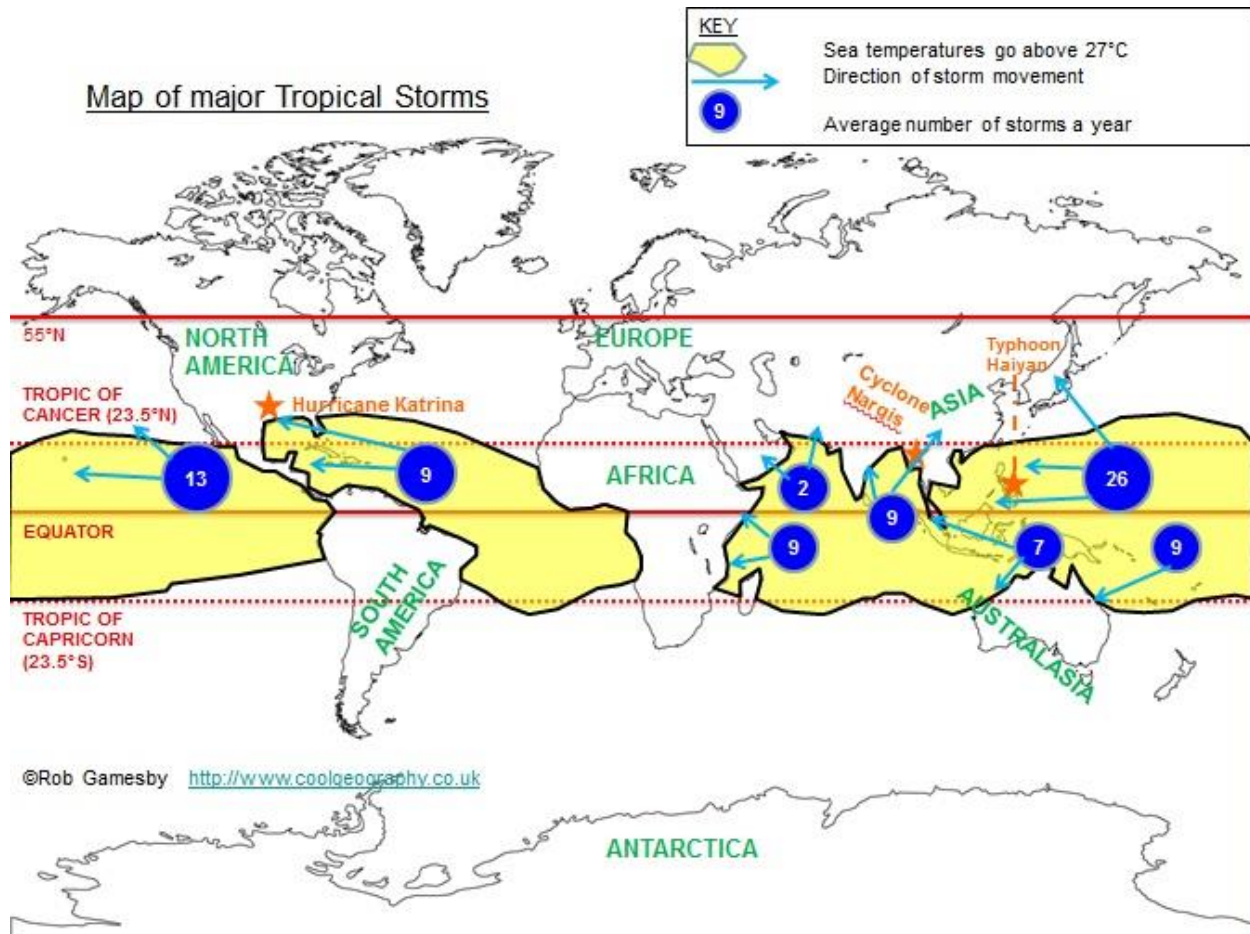 KEY
Sea temperatures go above 27°C
Direction of storm movement
9
Average number of storms a year
Map of major Tropical Storms
55°N
NORTH
AMERICA
EUROPE
Typhoon
Haiyan
TROPIC OF
CANCER (23.5°N)
Hurricane Katrina
Cyclone
Nargis
ASIA
13
9
AFRICA
2
26
9
EQUATOR
9
7
9
SOUTH
AMERICA
TROPIC OF
CAPRICORN
(23.5°S)
AUSTRALASIA
©Rob Gamesby http://www.coolgeography.co.uk
ANTARCTICA